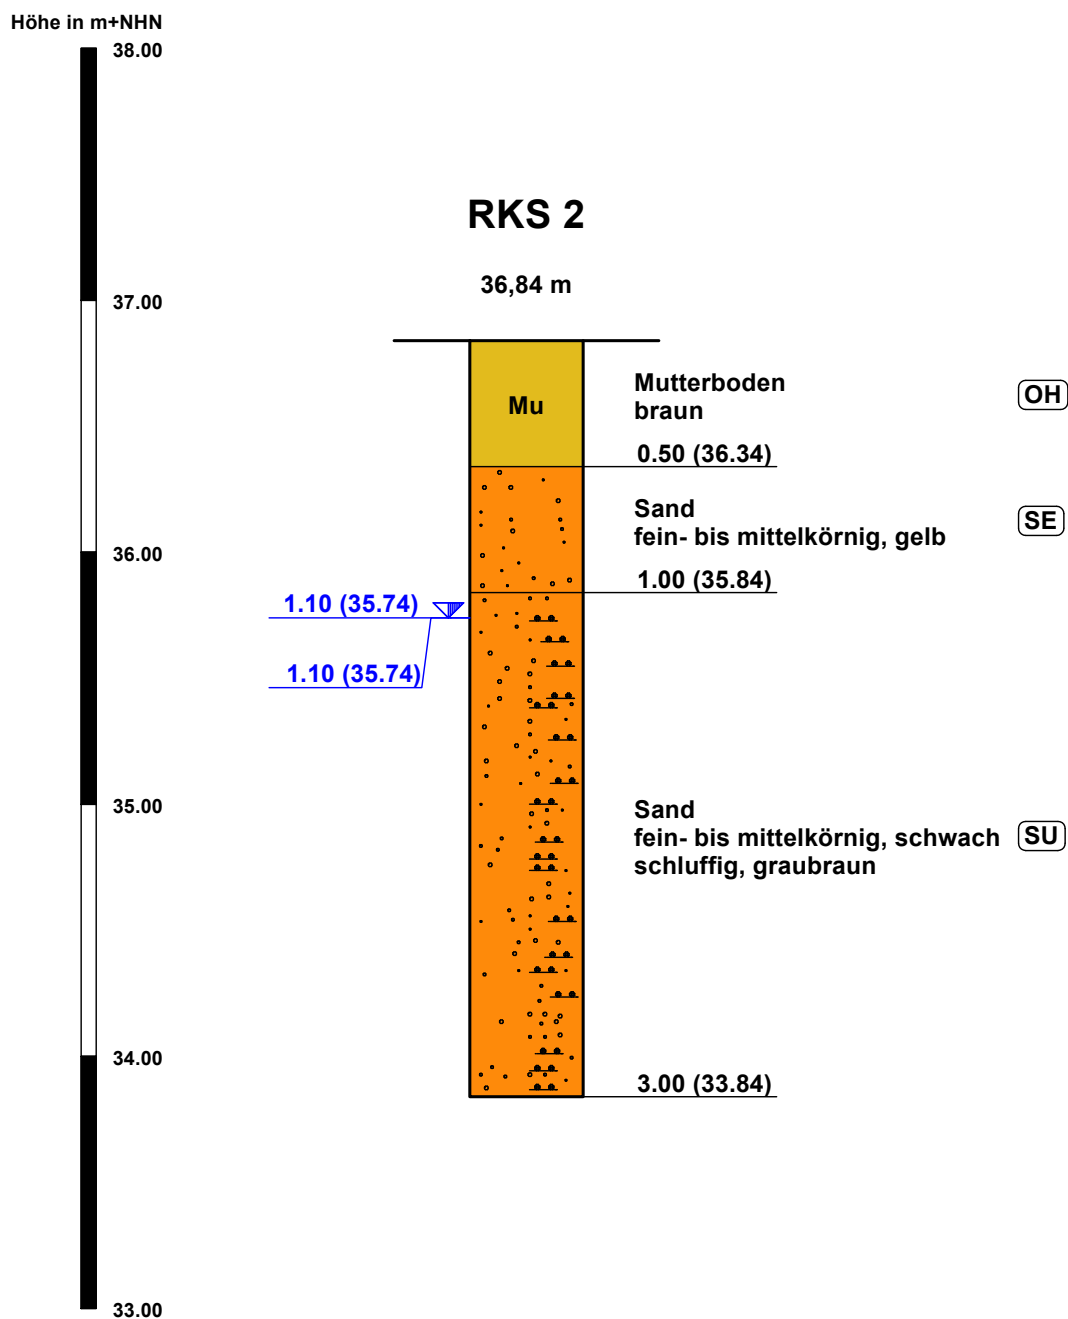 Höhe in m+NHN
38.00
RKS 2
36,84 m
37.00
Mu
Mutterboden
braun
OH
0.50 (36.34)
Sand
fein- bis mittelkörnig, gelb
SE
36.00
1.00 (35.84)
1.10 (35.74)
1.10 (35.74)
35.00
Sand
fein- bis mittelkörnig, schwach
schluffig, graubraun
SU
34.00
3.00 (33.84)
33.00